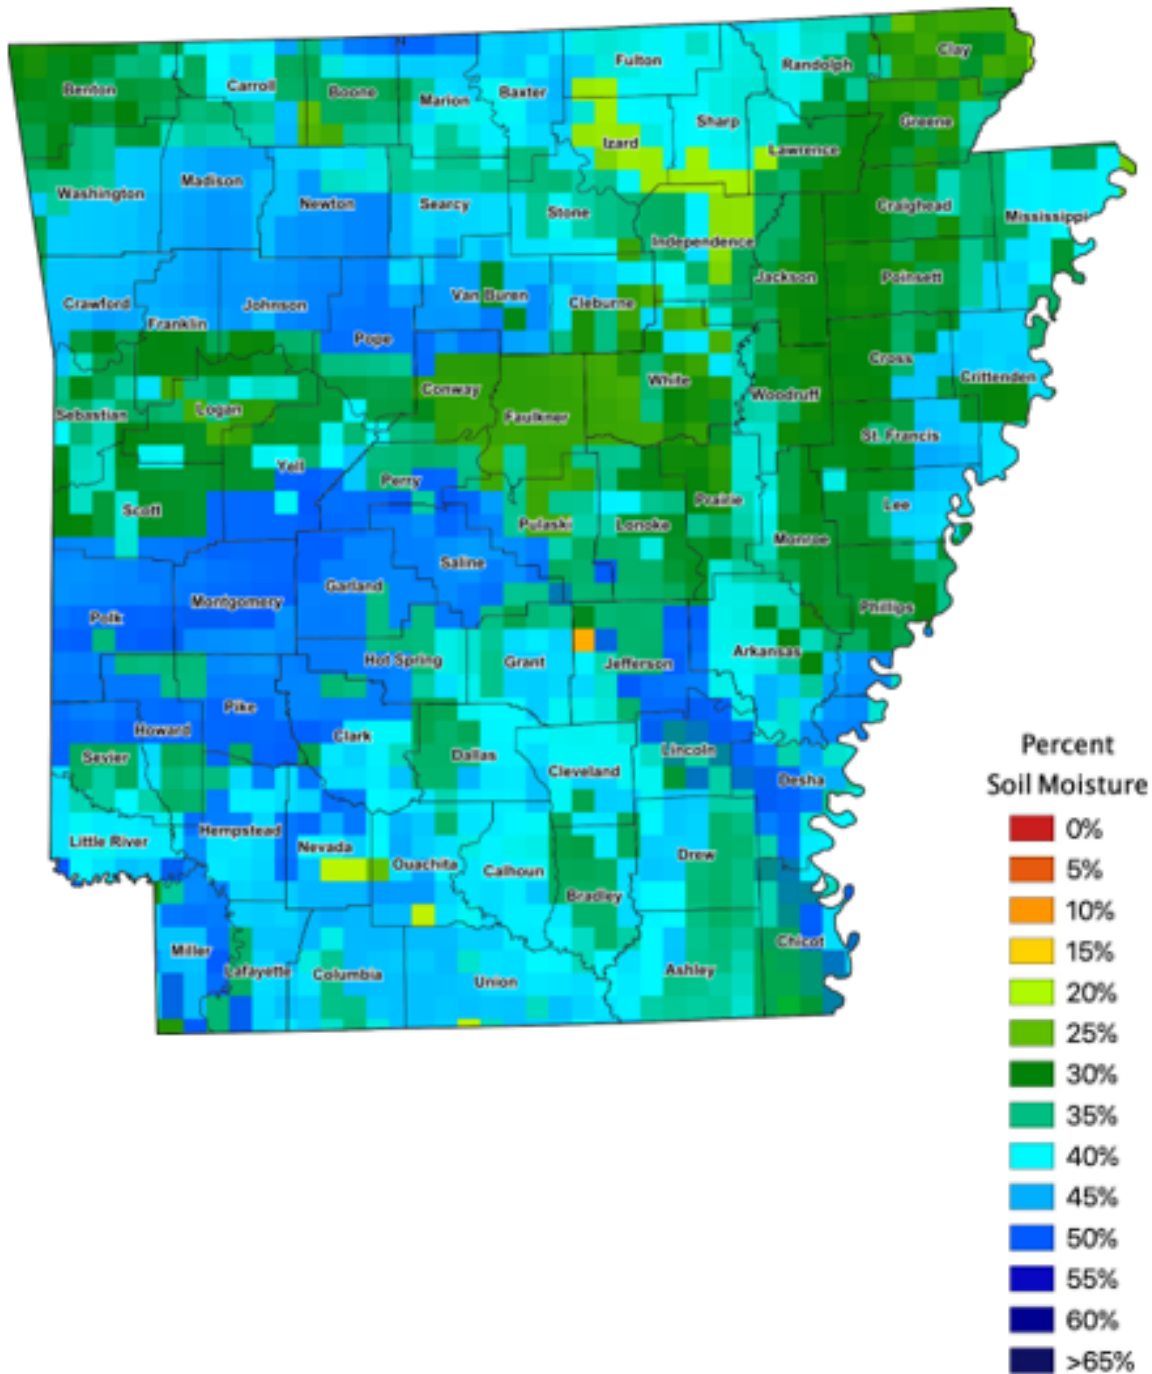 Clay
Fulton
Randolph
Carroll
Benton
Boone
Baxter
Marion
Sharp
Greene
Izard
Lawrence
Madison
Washington
Newton
Searcy
Stone
Craighead
Mississippi
Independence
Jackson
Poinsett
Van Buren
Crawford
Johnson
Cleburne
Franklin
Pope
Cross
Crittenden
White
Conway
Woodruff
Logan
Sebastian
Faulkner
St. Francis
Yell
Perry
Prairie
Lee
Scott
Pulaski
Lonoke
Monroe
Saline
Garland
Montgomery
Phillips
Polk
Arkansas
Hot Spring
Grant
Jefferson
Pike
Howard
Clark
Lincoln
Sevier
Dallas
Cleveland
Desha
Hempstead
Little River
Nevada
Drew
Ouachita
Calhoun
Bradley
Chicot
Miller
Lafayette
Columbia
Ashley
Union
Percent
Soil Moisture
0%
5%
10%
15%
20%
25%
30%
35%
40%
45%
50%
55%
60%
>65%